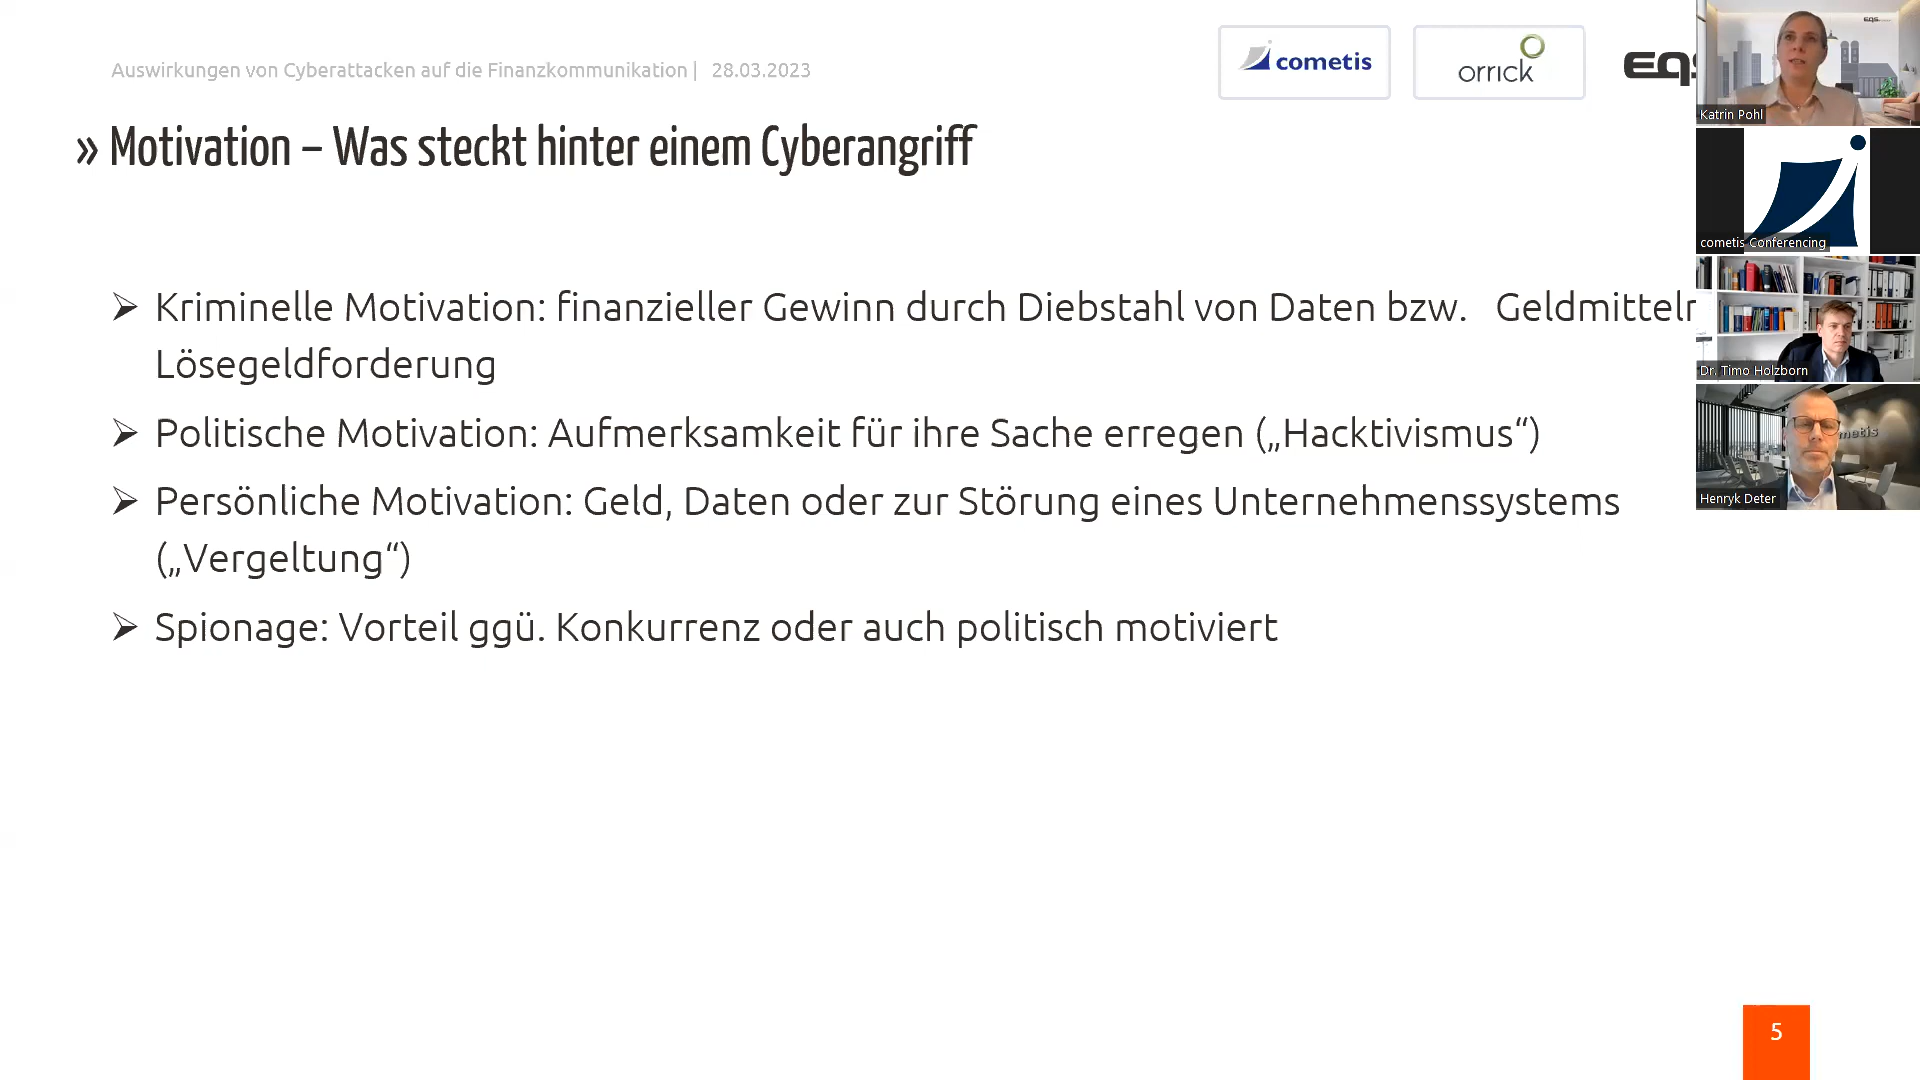 Auswirkungen von Cyberattacken auf die Finanzkommunikation | 28.03.2023
cometis
orrick
» Motivation – Was steckt hinter einem Cyberangriff
➢ Kriminelle Motivation: finanzieller Gewinn durch Diebstahl von Daten bzw. Geldmitteln
Lösegeldforderung
➢ Politische Motivation: Aufmerksamkeit für ihre Sache erregen („Hacktivismus“)
➢ Persönliche Motivation: Geld, Daten oder zur Störung eines Unternehmenssystems
(„Vergeltung“)
➢ Spionage: Vorteil ggü. Konkurrenz oder auch politisch motiviert
5
EQS
Katrin Pohl
cometis Conferencing
Dr. Timo Holzborn
metis
Henryk Deter